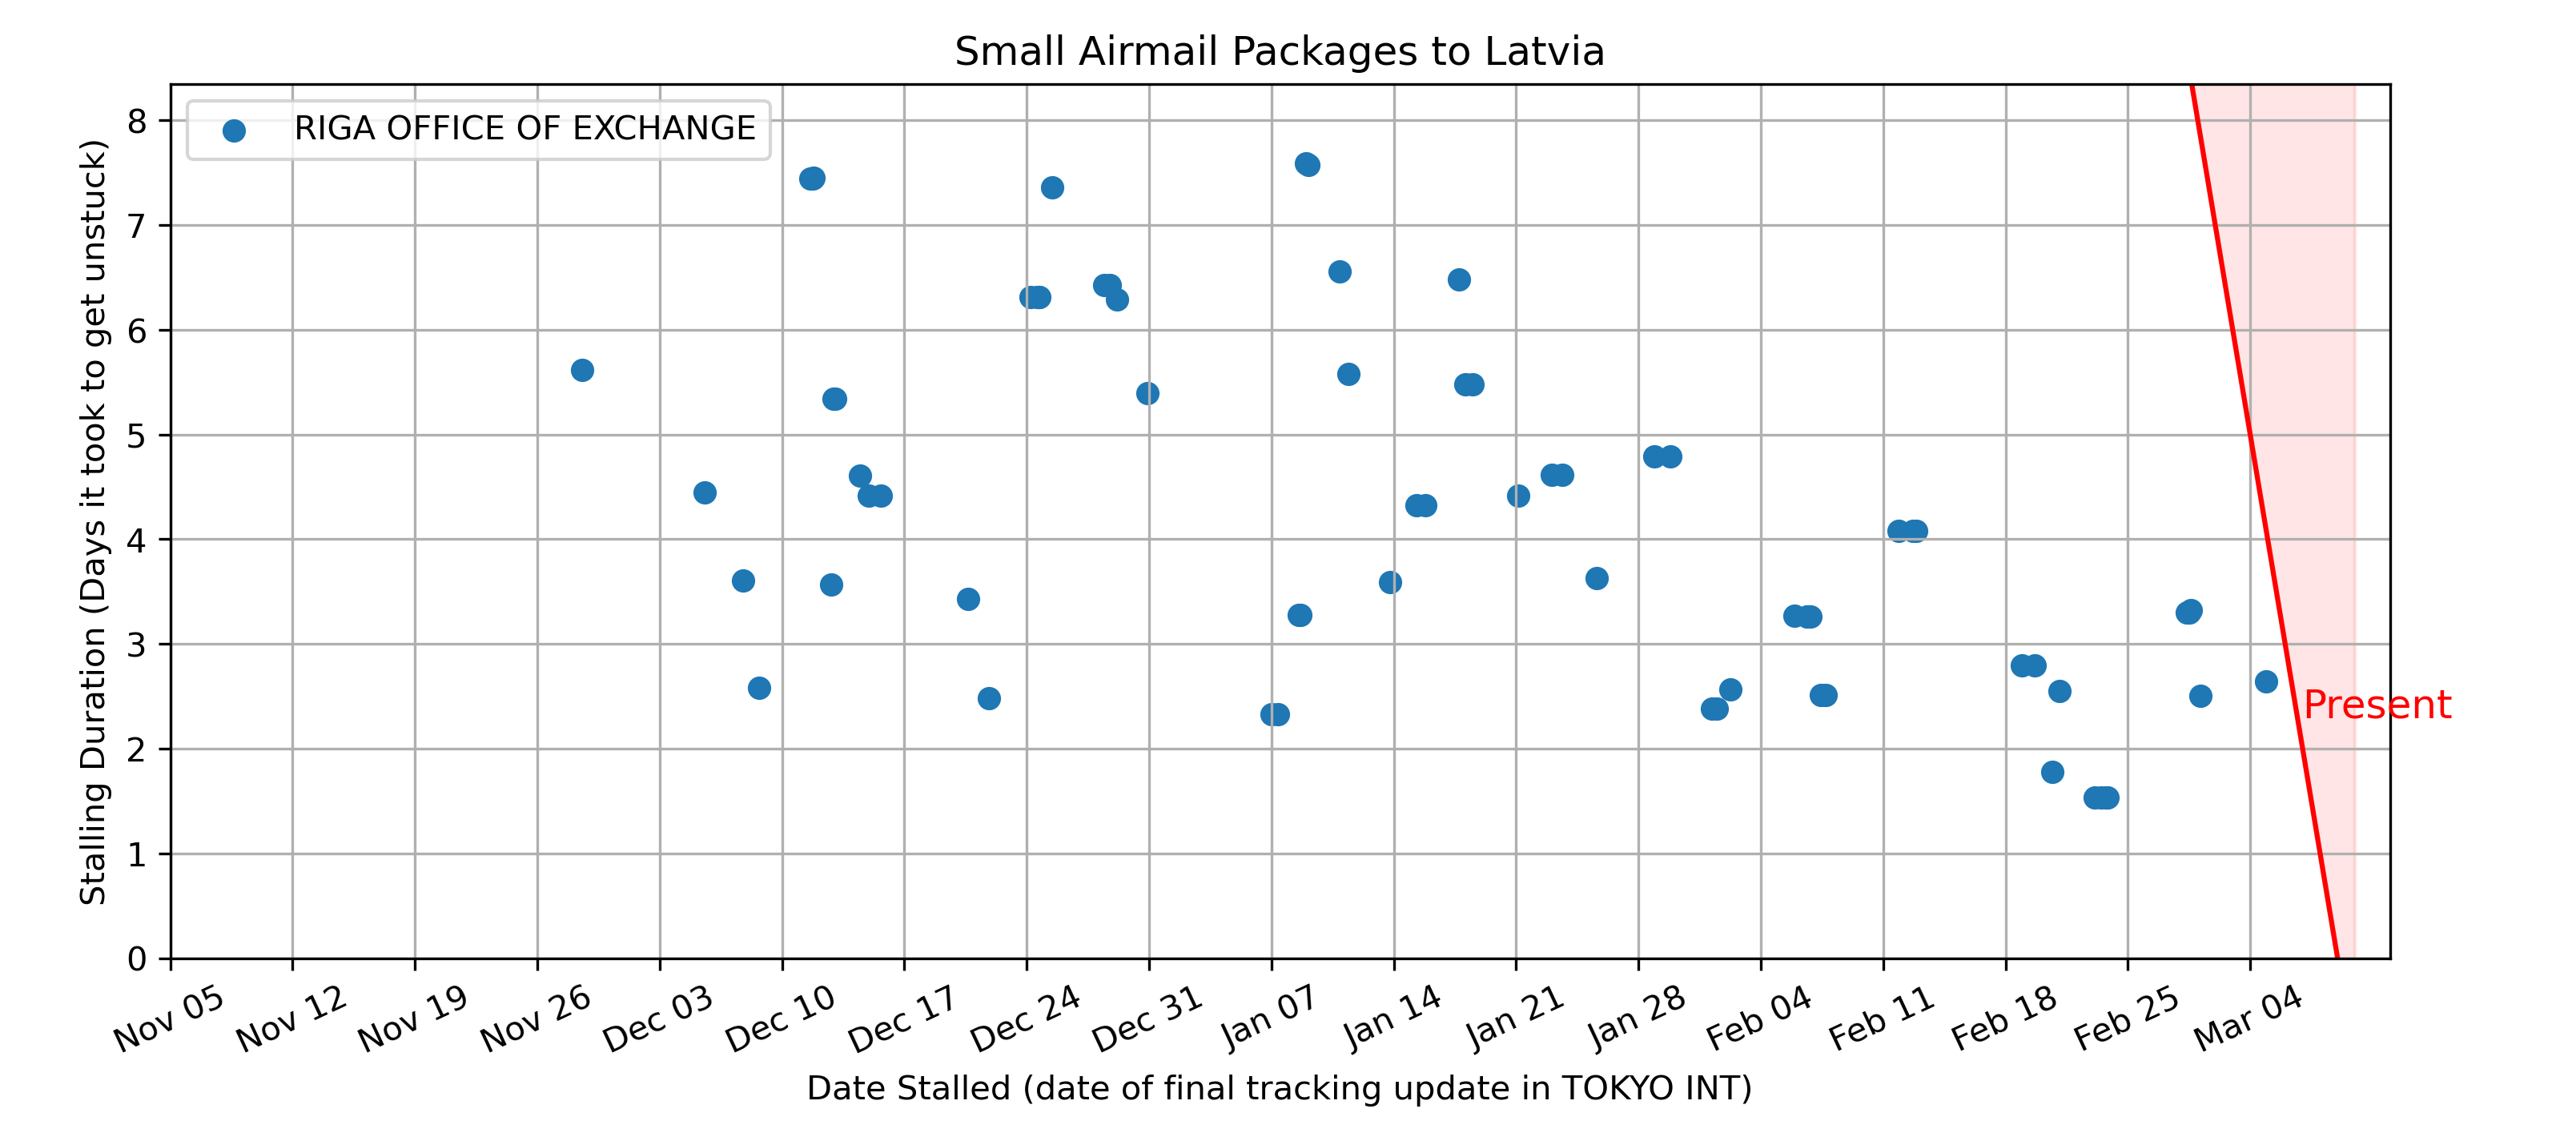 Small Airmail Packages to Latvia
RIGA OFFICE OF EXCHANGE
Stalling Duration (Days it took to get unstuck)
8
7
6
5
4
3
2
1
0
Present
Nov 05
Nov 12
Nov 19
Nov 26
Dec 03
Dec 10
Dec 17
Dec 24
Dec 31
Jan 07
Jan 14
Jan 21
Jan 28
Feb 04
Feb 11
Feb 18
Feb 25
Mar 04
Date Stalled (date of final tracking update in TOKYO INT)